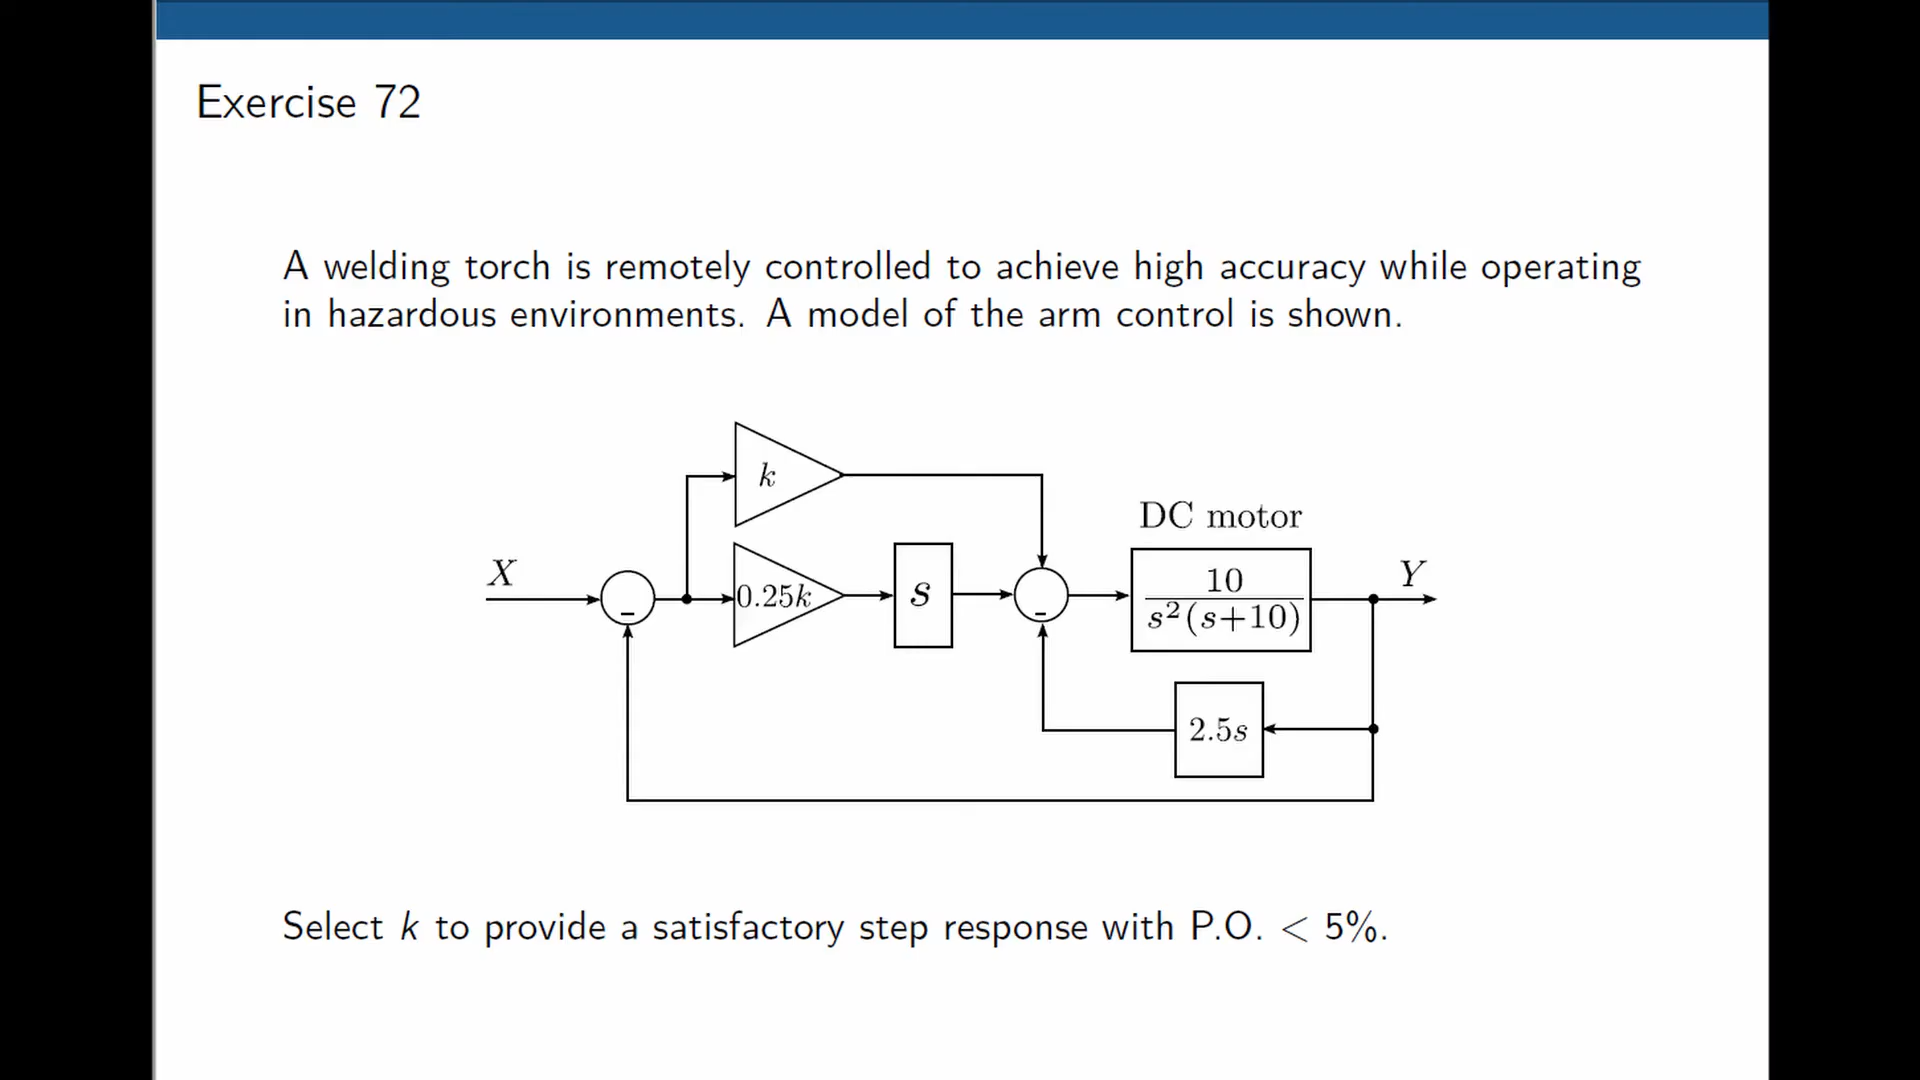 Exercise 72
A welding torch is remotely controlled to achieve high accuracy while operating
in hazardous environments. A model of the arm control is shown.
k
DC motor
X
0.25k
s
-
-
10
s²(s+10)
Y
2.5s
Select k to provide a satisfactory step response with P.O. < 5%.